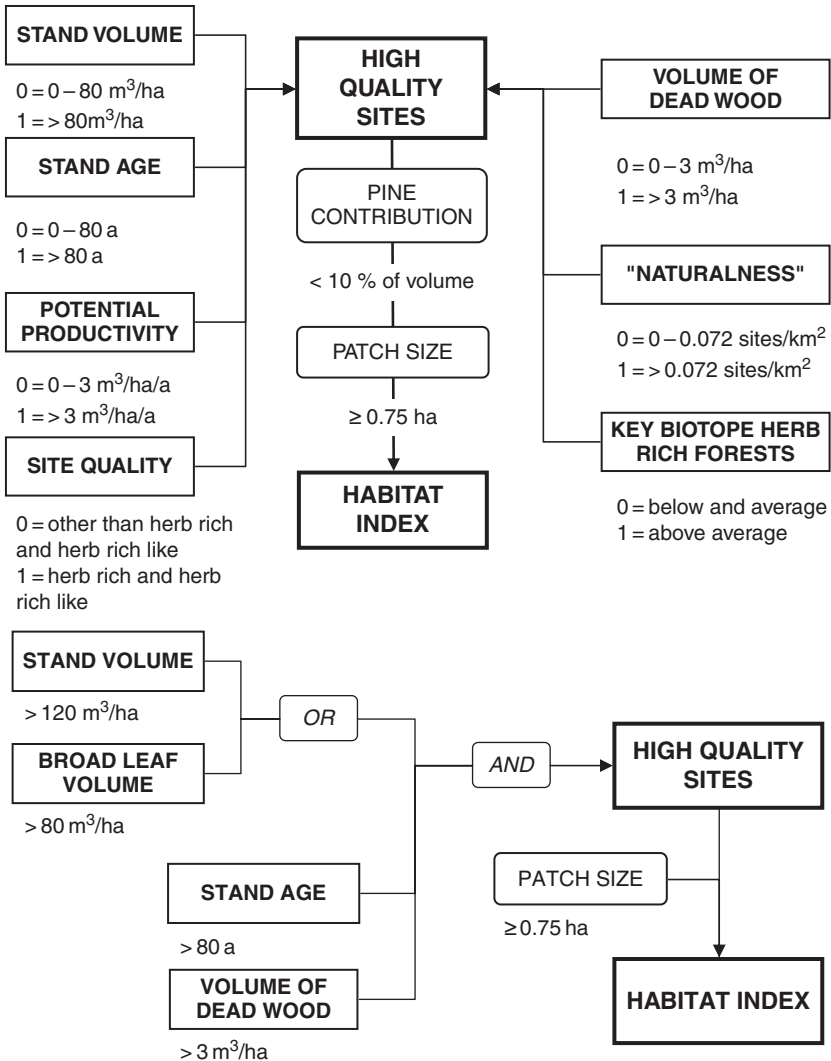 STAND VOLUME
0 = 0 – 80 m³/ha
1 = > 80m³/ha
STAND AGE
0 = 0 – 80 a
1 = > 80 a
POTENTIAL
PRODUCTIVITY
0 = 0 – 3 m³/ha/a
1 = > 3 m³/ha/a
SITE QUALITY
0 = other than herb rich
and herb rich like
1 = herb rich and herb
rich like
HIGH
QUALITY
SITES
PINE
CONTRIBUTION
< 10 % of volume
PATCH SIZE
≥ 0.75 ha
HABITAT
INDEX
VOLUME OF
DEAD WOOD
0 = 0 – 3 m³/ha
1 = > 3 m³/ha
"NATURALNESS"
0 = 0 – 0.072 sites/km²
1 = > 0.072 sites/km²
KEY BIOTOPE HERB
RICH FORESTS
0 = below and average
1 = above average
STAND VOLUME
> 120 m³/ha
BROAD LEAF
VOLUME
> 80 m³/ha
OR
STAND AGE
> 80 a
VOLUME OF
DEAD WOOD
> 3 m³/ha
AND
HIGH QUALITY
SITES
PATCH SIZE
≥ 0.75 ha
HABITAT INDEX